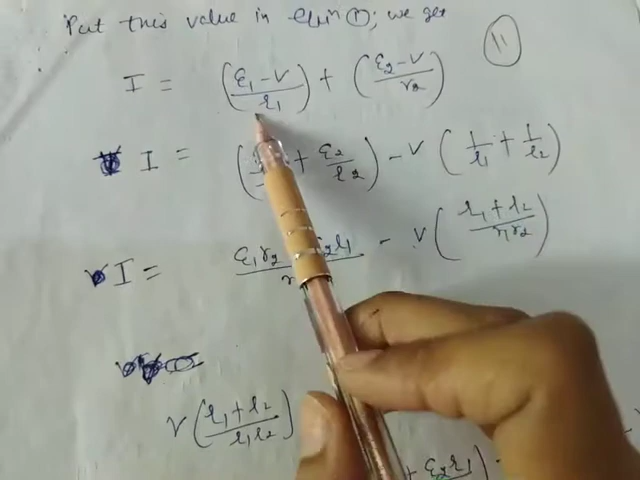 Put this value in eqn (1); we get
(11)
I = (ε1 - V / r1) + (ε2 - V / r2)
I = ( + ε2 / r2) - V (1 / r1 + 1 / r2)
I = ε1r2 ε2r1 / - V (r1 + r2 / r1r2)
V (r1 + r2 / r1r2)
+ ε2r1)